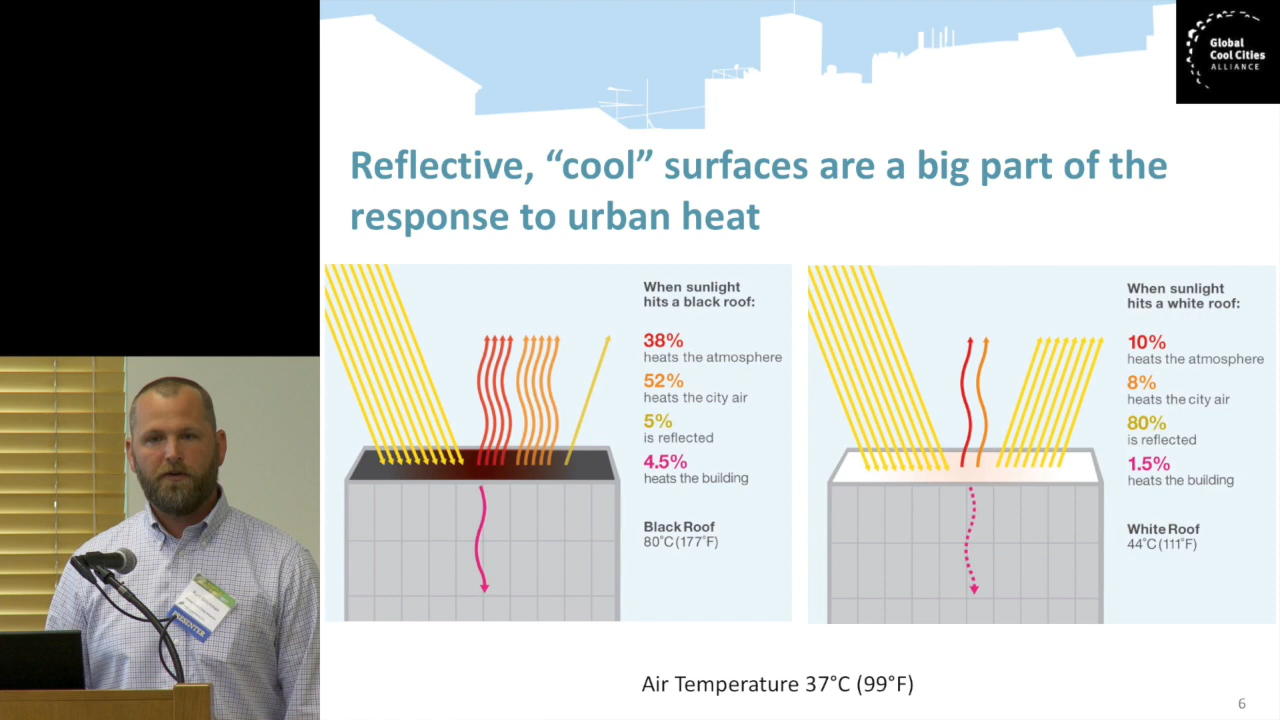 Global
Cool Cities
ALLIANCE
Reflective, “cool” surfaces are a big part of the
response to urban heat
When sunlight
hits a black roof:
38%
heats the atmosphere
52%
heats the city air
5%
is reflected
4.5%
heats the building
Black Roof
80°C (177°F)
When sunlight
hits a white roof:
10%
heats the atmosphere
8%
heats the city air
80%
is reflected
1.5%
heats the building
White Roof
44°C (111°F)
Air Temperature 37°C (99°F)
6
PRESENTER